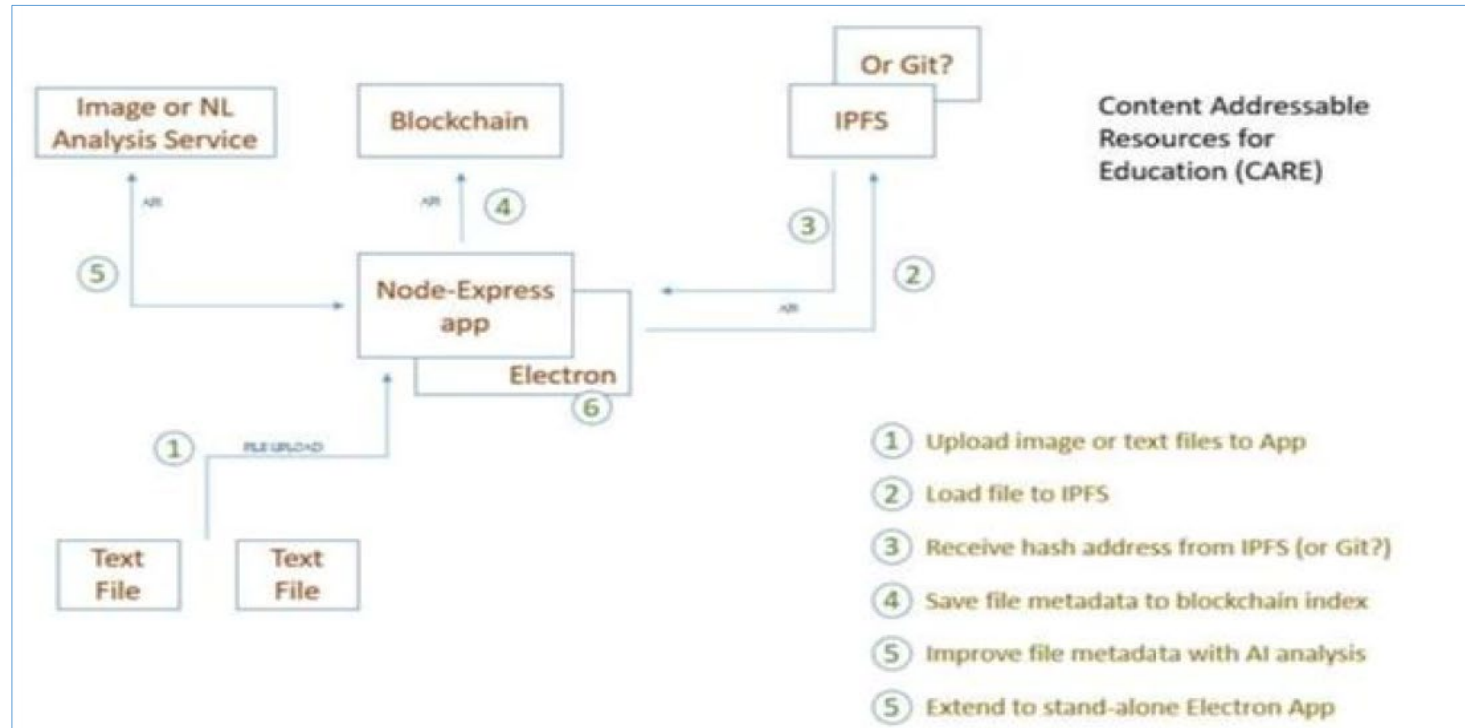 Or Git?
Image or NL
Analysis Service
Blockchain
IPFS
Content Addressable
Resources for
Education (CARE)
API
API
4
3
5
2
Node-Express
app
API
Electron
6
1
FILE UPLOAD
1 Upload image or text files to App
2 Load file to IPFS
3 Receive hash address from IPFS (or Git?)
4 Save file metadata to blockchain index
5 Improve file metadata with AI analysis
5 Extend to stand-alone Electron App
Text
File
Text
File